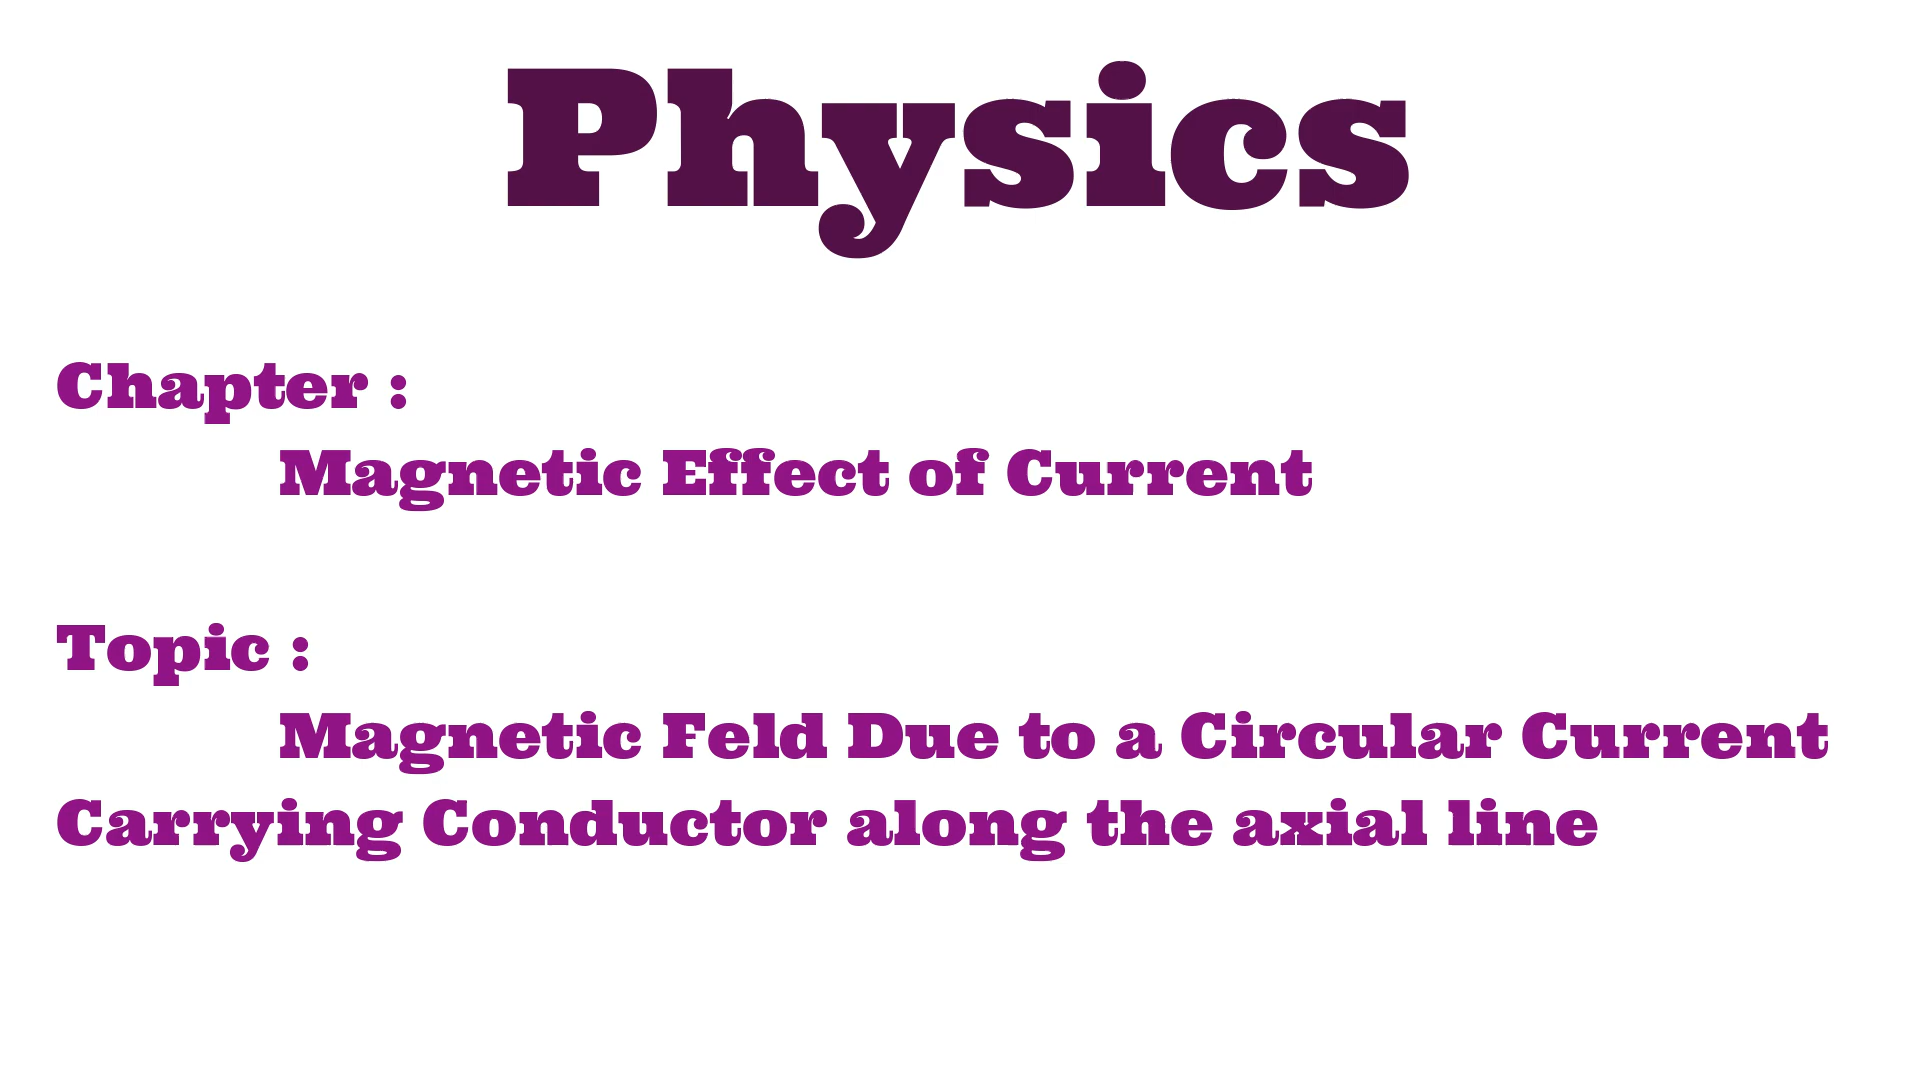 Physics
Chapter :
Magnetic Effect of Current
Topic :
Magnetic Feld Due to a Circular Current
Carrying Conductor along the axial line